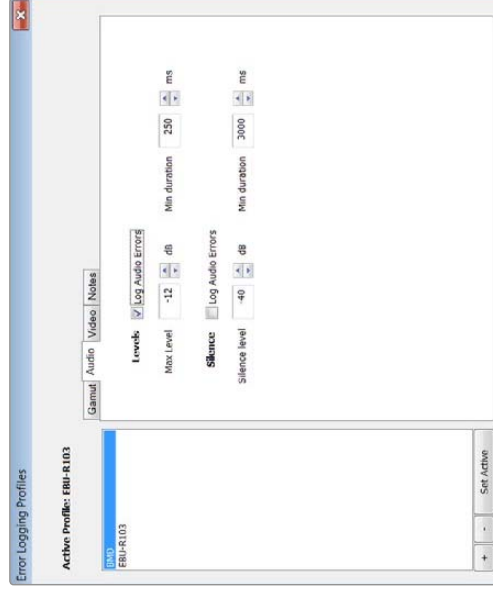 Error Logging Profiles
Active Profile: EBU-R103
BMD
EBU-R103
+ - Set Active
Gamut Audio Video Notes
Levels Log Audio Errors
Max Level -12 dB Min duration 250 ms
Silence Log Audio Errors
Silence level -40 dB Min duration 3000 ms